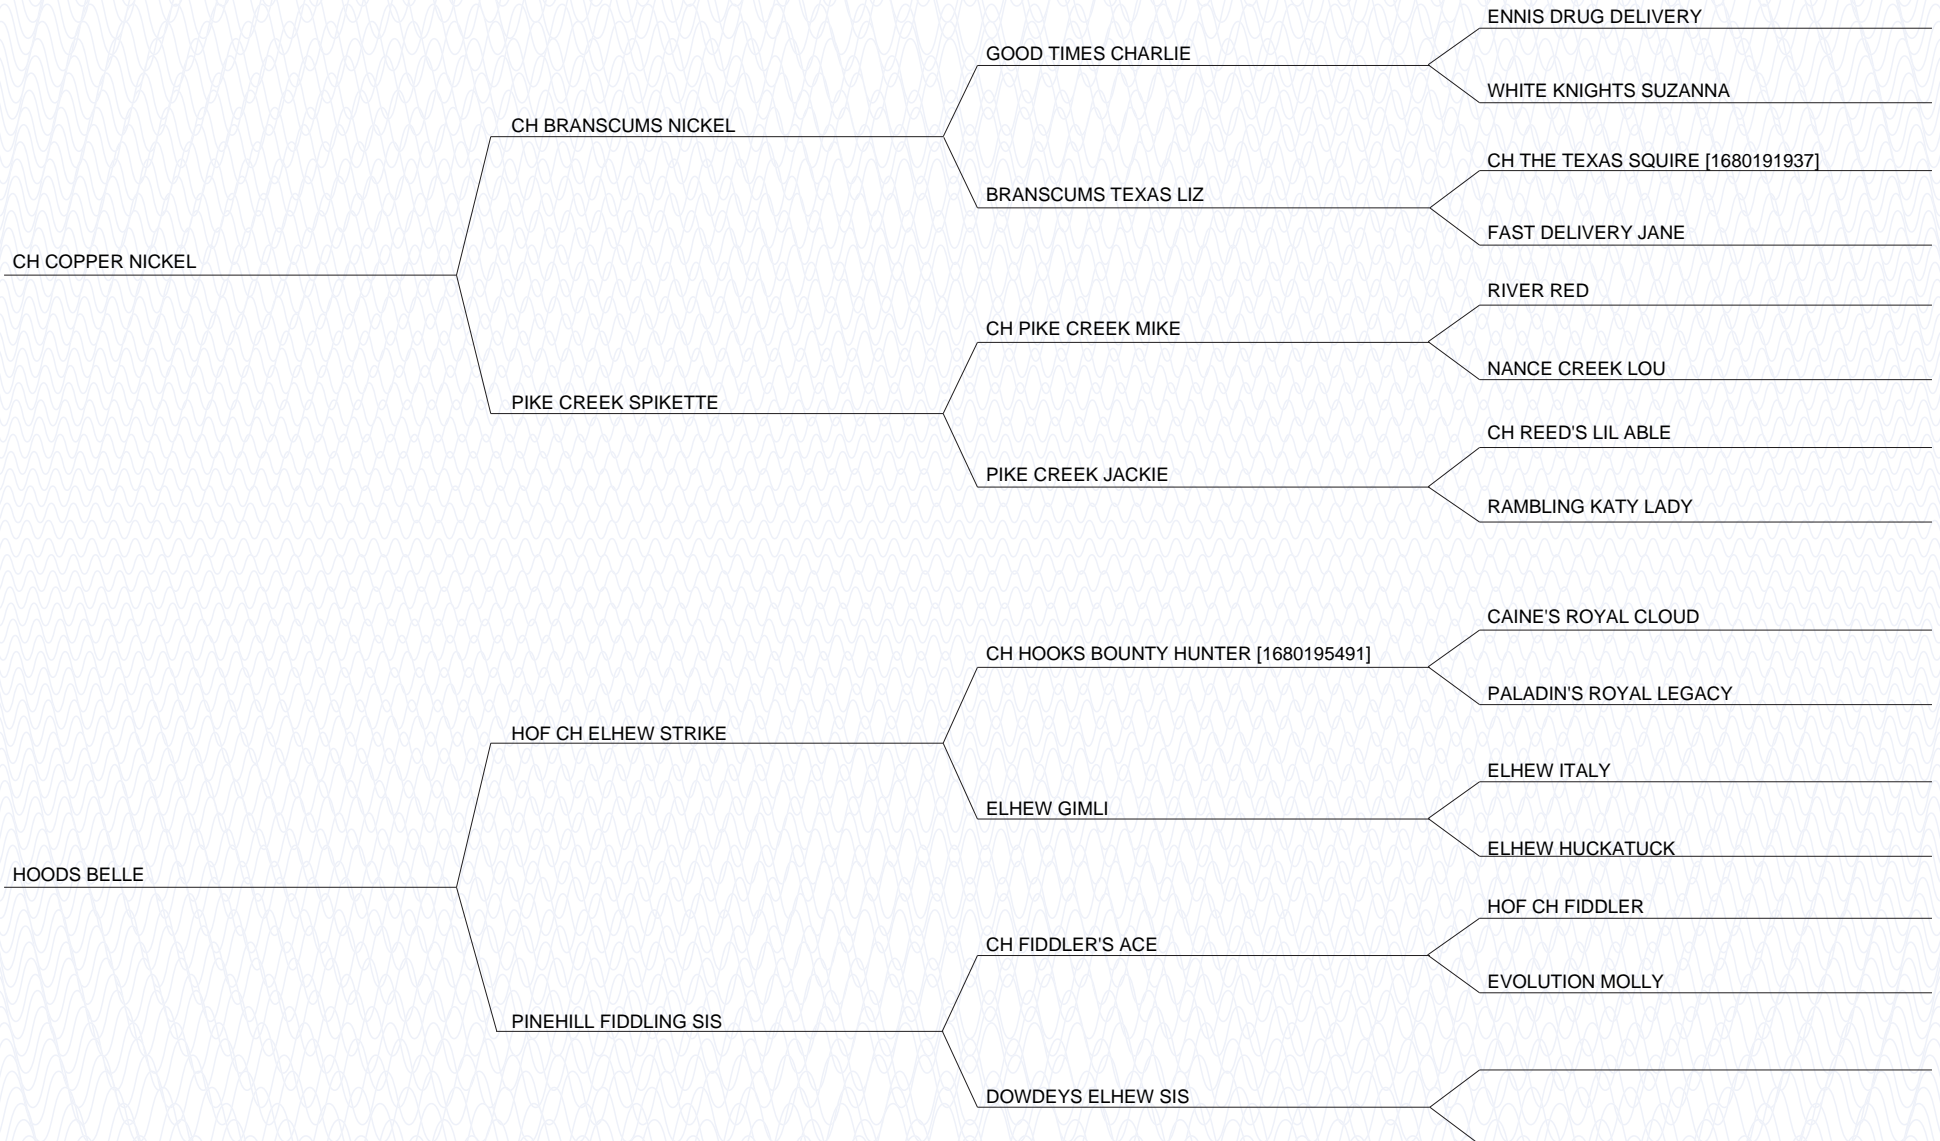 ENNIS DRUG DELIVERY
GOOD TIMES CHARLIE
WHITE KNIGHTS SUZANNA
CH BRANSCUMS NICKEL
CH THE TEXAS SQUIRE [1680191937]
BRANSCUMS TEXAS LIZ
FAST DELIVERY JANE
CH COPPER NICKEL
RIVER RED
CH PIKE CREEK MIKE
NANCE CREEK LOU
PIKE CREEK SPIKETTE
CH REED'S LIL ABLE
PIKE CREEK JACKIE
RAMBLING KATY LADY
CAINE'S ROYAL CLOUD
CH HOOKS BOUNTY HUNTER [1680195491]
PALADIN'S ROYAL LEGACY
HOF CH ELHEW STRIKE
ELHEW ITALY
ELHEW GIMLI
ELHEW HUCKATUCK
HOODS BELLE
HOF CH FIDDLER
CH FIDDLER'S ACE
EVOLUTION MOLLY
PINEHILL FIDDLING SIS
DOWDEYS ELHEW SIS